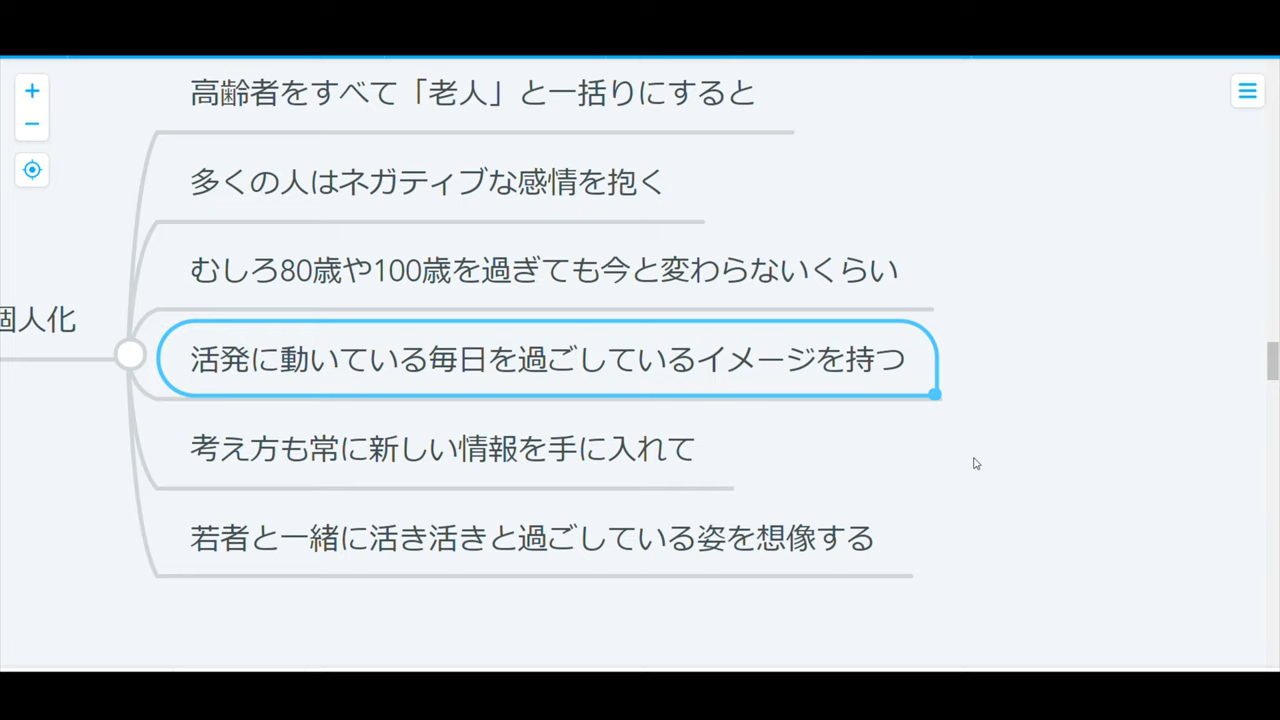 高齢者をすべて「老人」と一括りにすると
多くの人はネガティブな感情を抱く
むしろ80歳や100歳を過ぎても今と変わらないくらい
個人化
活発に動いている毎日を過ごしているイメージを持つ
考え方も常に新しい情報を手に入れて
若者と一緒に活き活きと過ごしている姿を想像する